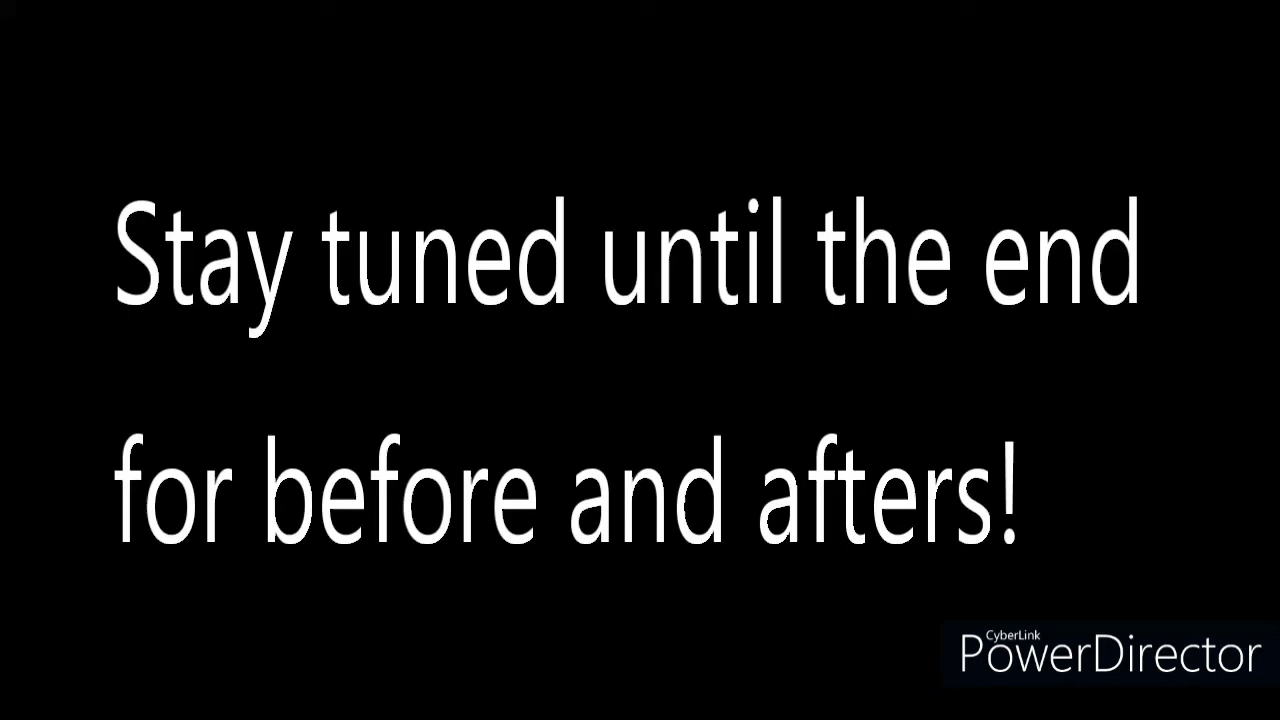 Stay tuned until the end
for before and afters!
CyberLink
PowerDirector